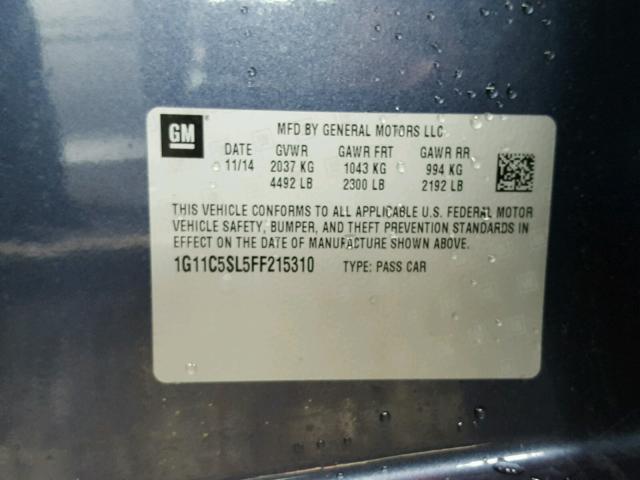 GM
MFD BY GENERAL MOTORS LLC
DATE GVWR GAWR FRT GAWR RR
11/14 2037 KG 1043 KG 994 KG
4492 LB 2300 LB 2192 LB
THIS VEHICLE CONFORMS TO ALL APPLICABLE U.S. FEDERAL MOTOR
VEHICLE SAFETY, BUMPER, AND THEFT PREVENTION STANDARDS IN
EFFECT ON THE DATE OF MANUFACTURE SHOWN ABOVE.
1G11C5SL5FF215310 TYPE: PASS CAR